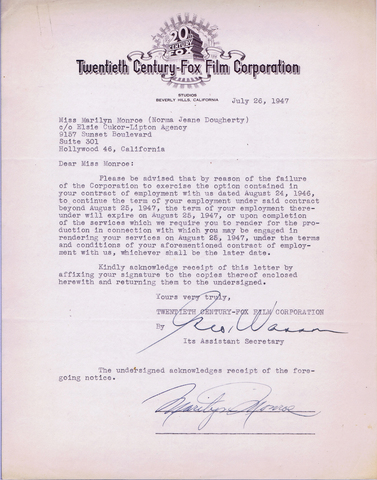 20
CENTURY
FOX
Twentieth Century-Fox Film Corporation
STUDIOS
BEVERLY HILLS, CALIFORNIA
July 26, 1947
Miss Marilyn Monroe (Norma Jeane Dougherty)
c/o Elsie Cukor-Lipton Agency
9157 Sunset Boulevard
Suite 301
Hollywood 46, California
Dear Miss Monroe:
Please be advised that by reason of the failure
of the Corporation to exercise the option contained in
your contract of employment with us dated August 24, 1946,
to continue the term of your employment under said contract
beyond August 25, 1947, the term of your employment there-
under will expire on August 25, 1947, or upon completion
of the services which we require you to render for the pro-
duction in connection with which you may be engaged in
rendering your services on August 25, 1947, under the terms
and conditions of your aforementioned contract of employ-
ment with us, whichever shall be the later date.
Kindly acknowledge receipt of this letter by
affixing your signature to the copies thereof enclosed
herewith and returning them to the undersigned.
Yours very truly,
TWENTIETH CENTURY-FOX FILM CORPORATION
By Geo. Wasson
Its Assistant Secretary
The undersigned acknowledges receipt of the fore-
going notice.
Marilyn Monroe